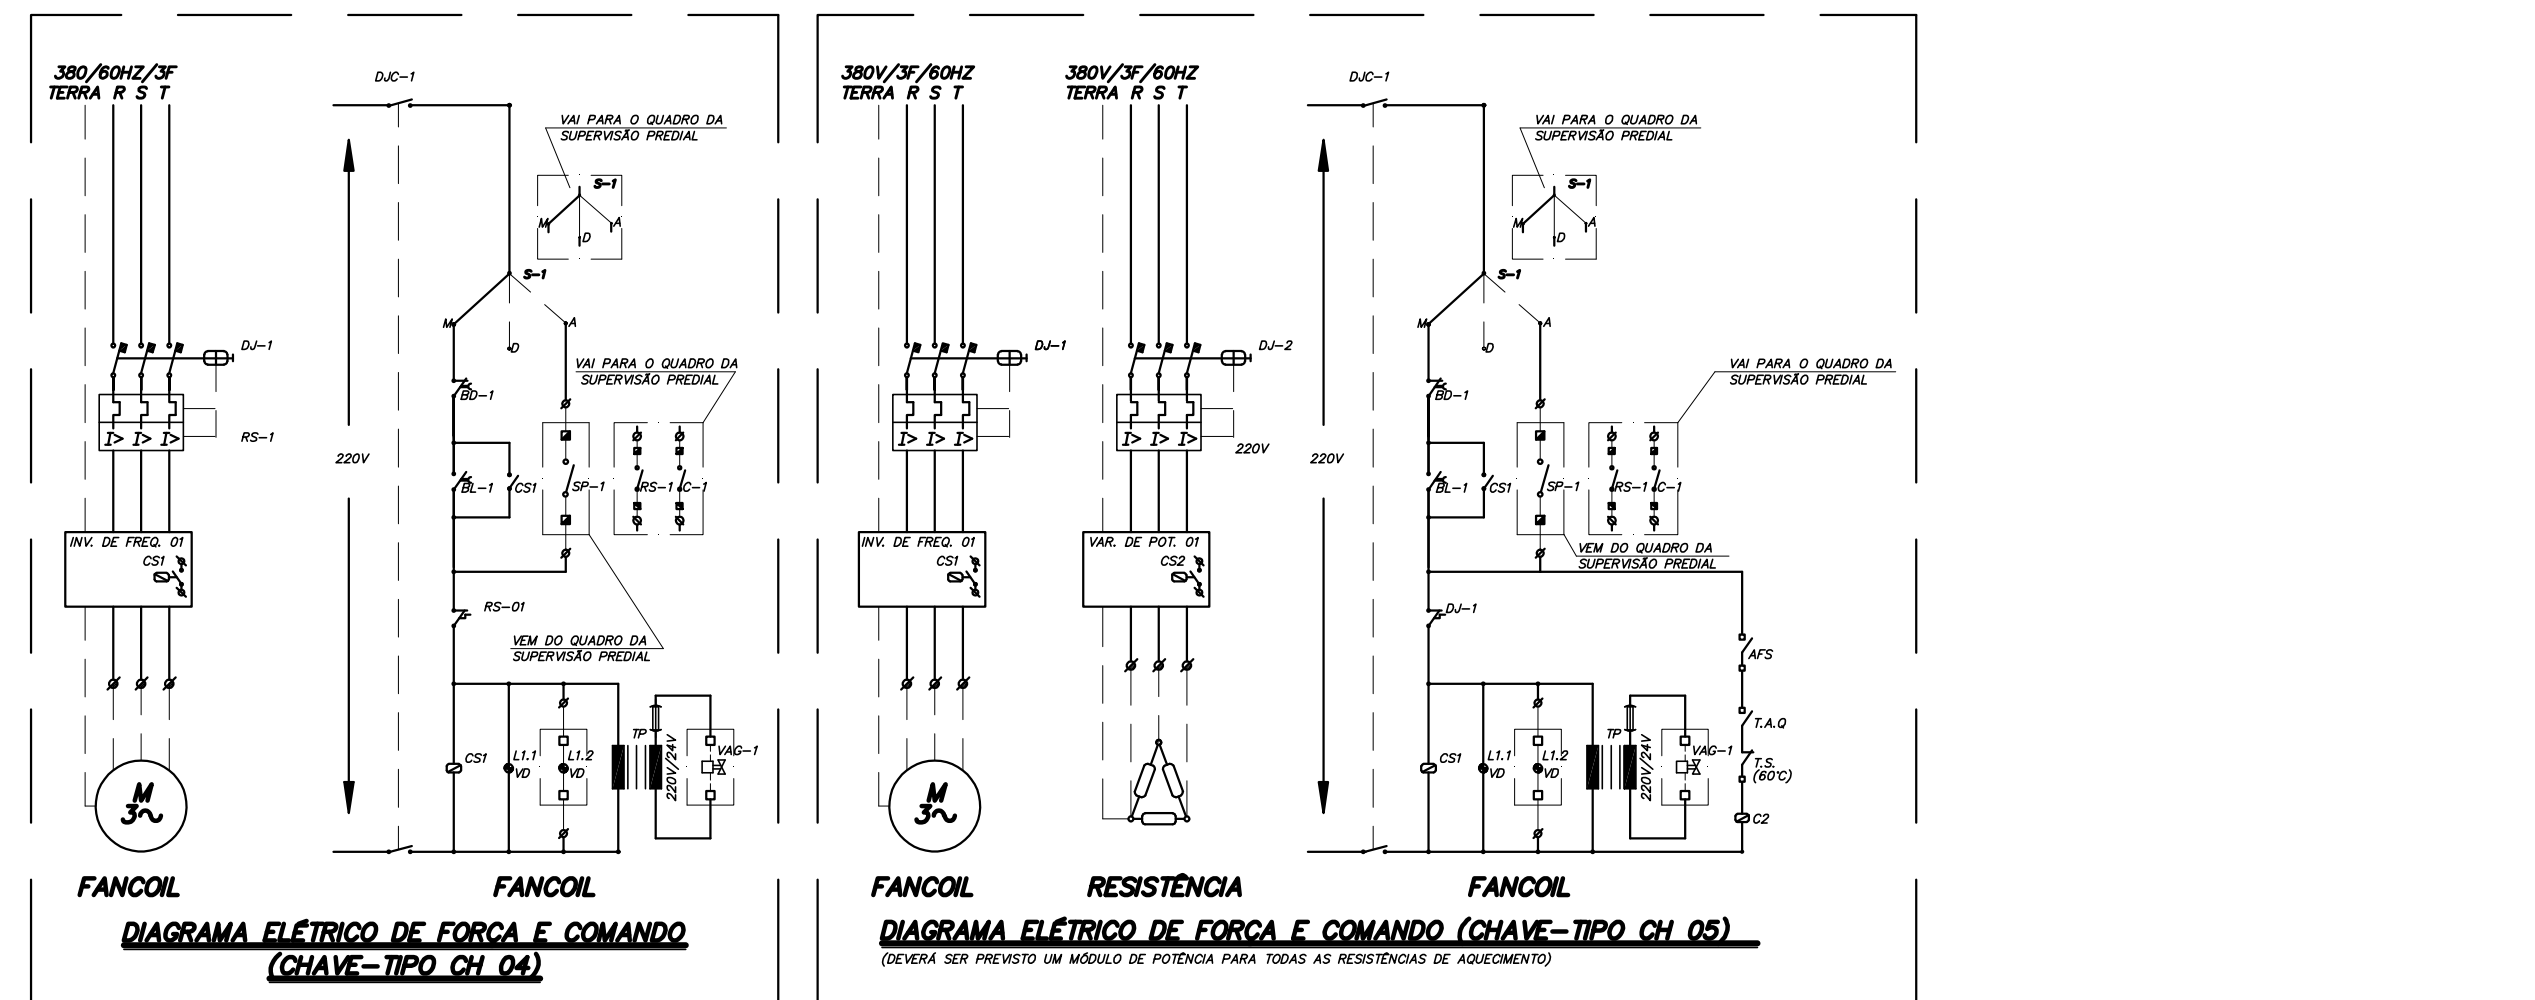 380/60HZ/3F
TERRA R S T
DJC-1
VAI PARA O QUADRO DA
SUPERVISÃO PREDIAL
S-1
M
A
D
S-1
M
A
D
DJ-1
VAI PARA O QUADRO DA
SUPERVISÃO PREDIAL
BD-1
I> I> I>
RS-1
220V
BL-1
CS1
SP-1
RS-1
C-1
INV. DE FREQ. 01
CS1
RS-01
VEM DO QUADRO DA
SUPERVISÃO PREDIAL
TP
CS1
L1.1
VD
L1.2
VD
220V/24V
VAG-1
M
3~
FANCOIL
FANCOIL
DIAGRAMA ELÉTRICO DE FORÇA E COMANDO
(CHAVE-TIPO CH 04)
380V/3F/60HZ
TERRA R S T
380V/3F/60HZ
TERRA R S T
DJC-1
VAI PARA O QUADRO DA
SUPERVISÃO PREDIAL
S-1
M
A
D
S-1
M
A
D
DJ-1
DJ-2
VAI PARA O QUADRO DA
SUPERVISÃO PREDIAL
BD-1
I> I> I>
I> I> I>
220V
220V
BL-1
CS1
SP-1
RS-1
C-1
INV. DE FREQ. 01
CS1
VAR. DE POT. 01
CS2
VEM DO QUADRO DA
SUPERVISÃO PREDIAL
DJ-1
AFS
T.A.Q
T.S.
(60°C)
C2
TP
CS1
L1.1
VD
L1.2
VD
220V/24V
VAG-1
M
3~
FANCOIL
RESISTÊNCIA
FANCOIL
DIAGRAMA ELÉTRICO DE FORÇA E COMANDO (CHAVE-TIPO CH 05)
(DEVERÁ SER PREVISTO UM MÓDULO DE POTÊNCIA PARA TODAS AS RESISTÊNCIAS DE AQUECIMENTO)